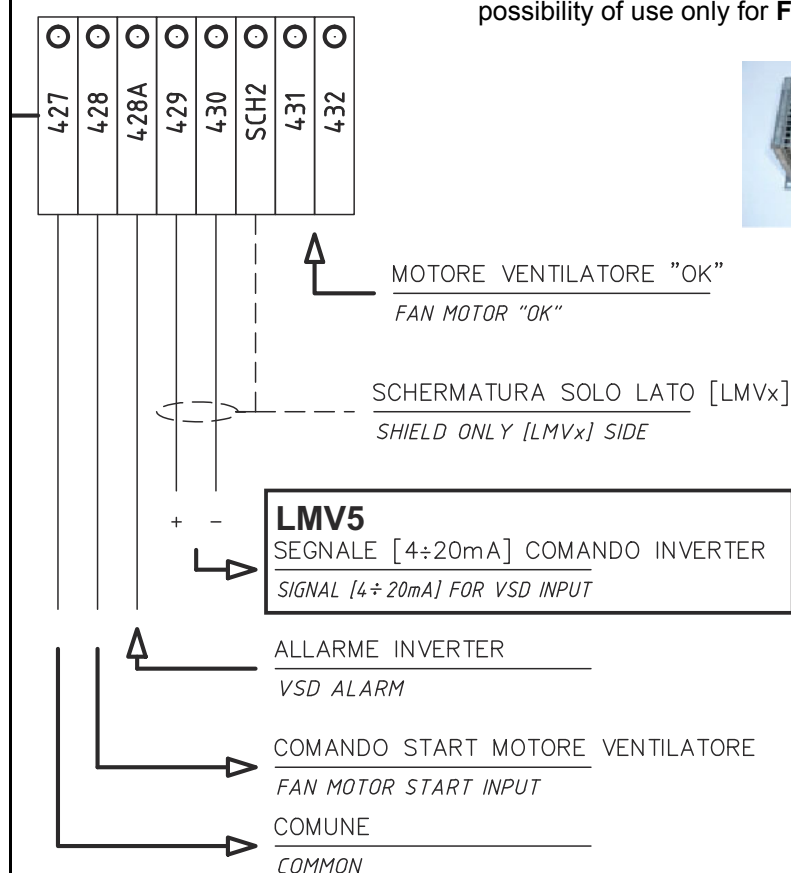 possibility of use only for F
427
428
428A
429
430
SCH2
431
432
MOTORE VENTILATORE "OK"
FAN MOTOR "OK"
SCHERMATURA SOLO LATO [LMVx]
SHIELD ONLY [LMVx] SIDE
+ -
LMV5
SEGNALE [4÷20mA] COMANDO INVERTER
SIGNAL [4÷20mA] FOR VSD INPUT
ALLARME INVERTER
VSD ALARM
COMANDO START MOTORE VENTILATORE
FAN MOTOR START INPUT
COMUNE
COMMON